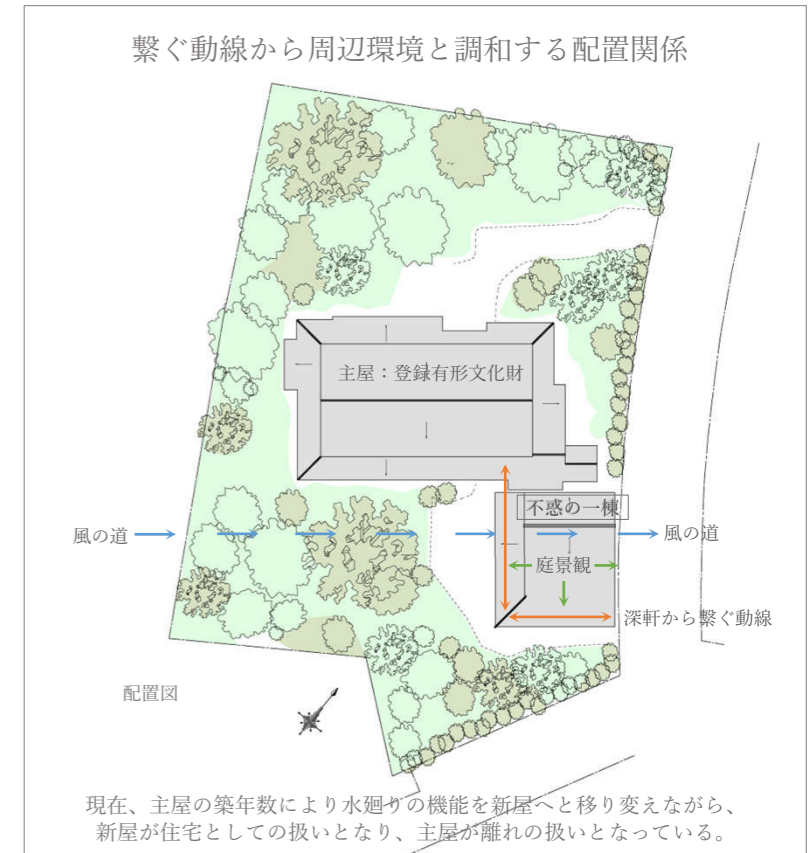 繋ぐ動線から周辺環境と調和する配置関係
主屋：登録有形文化財
不惑の一棟
風の道
風の道
庭景観
深軒から繋ぐ動線
配置図
現在、主屋の築年数により水廻りの機能を新屋へと移り変えながら、
新屋が住宅としての扱いとなり、主屋が離れの扱いとなっている。